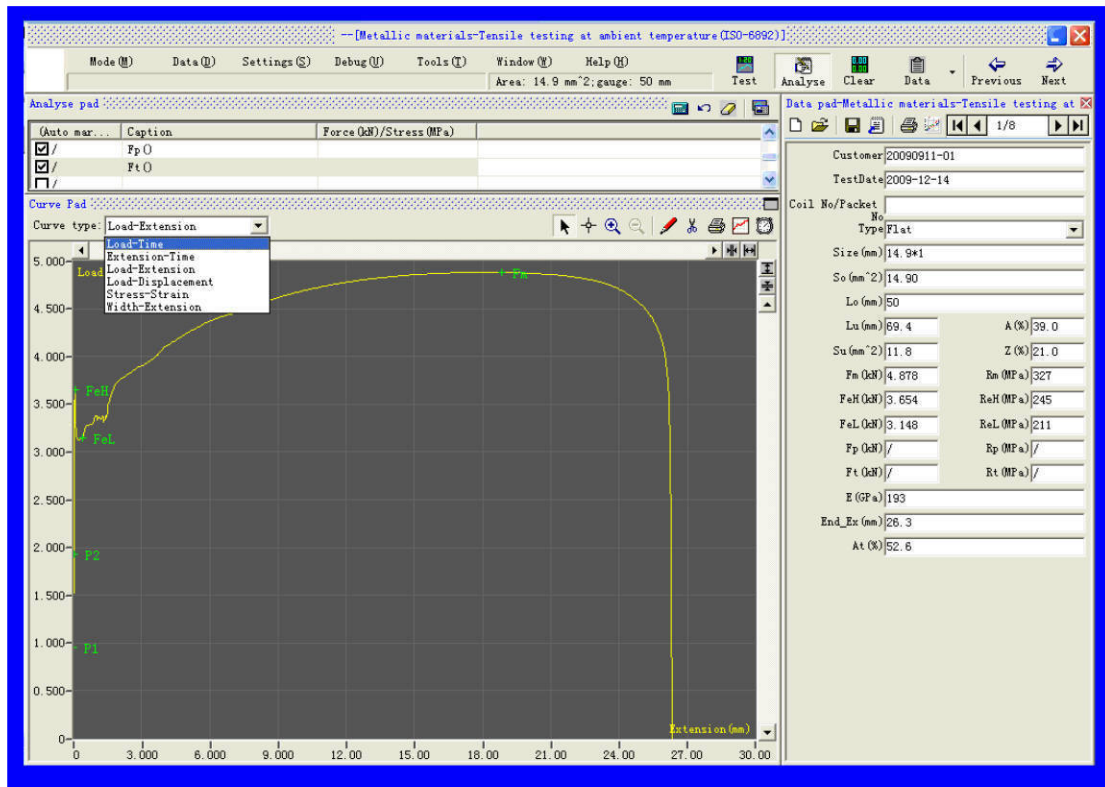 --[Metallic materials-Tensile testing at ambient temperature(ISO-6892)]
Mode(M) Data(D) Settings(S) Debug(U) Tools(T) Window(W) Help(H)
Area: 14.9 mm^2;gauge: 50 mm
Test Analyse Clear Data Previous Next
Analyse pad
(Auto mar... Caption Force(kN)/Stress(MPa)
/ Fp()
/ Ft()
/
Curve Pad
Curve type: Load-Extension
Load-Time
Extension-Time
Load-Extension
Load-Displacement
Stress-Strain
Width-Extension
Load
5.000
4.500
4.000
3.500
3.000
2.500
2.000
1.500
1.000
0.500
0
Fm
FeH
FeL
P2
P1
Extension(mm)
0 3.000 6.000 9.000 12.00 15.00 18.00 21.00 24.00 27.00 30.00
Data pad-Metallic materials-Tensile testing at
1/8
Customer 20090911-01
TestDate 2009-12-14
Coil No/Packet No
Type Flat
Size(mm) 14.9*1
So(mm^2) 14.90
Lo(mm) 50
Lu(mm) 69.4 A(%) 39.0
Su(mm^2) 11.8 Z(%) 21.0
Fm(kN) 4.878 Rm(MPa) 327
FeH(kN) 3.654 ReH(MPa) 245
FeL(kN) 3.148 ReL(MPa) 211
Fp(kN) / Rp(MPa) /
Ft(kN) / Rt(MPa) /
E(GPa) 193
End_Ex(mm) 26.3
At(%) 52.6